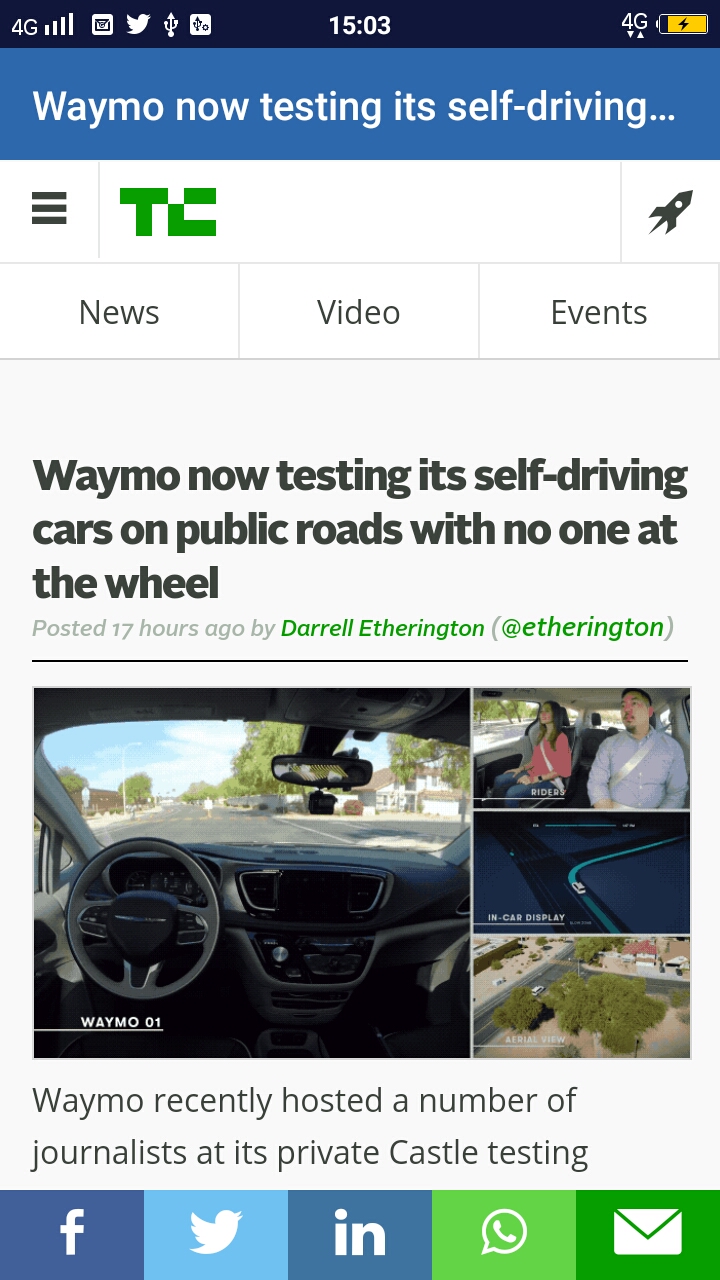 4G 15:03 4G
Waymo now testing its self-driving...
TC
News Video Events
Waymo now testing its self-driving
cars on public roads with no one at
the wheel
Posted 17 hours ago by Darrell Etherington (@etherington)
RIDERS
IN-CAR DISPLAY
WAYMO 01
AERIAL VIEW
Waymo recently hosted a number of
journalists at its private Castle testing
f in